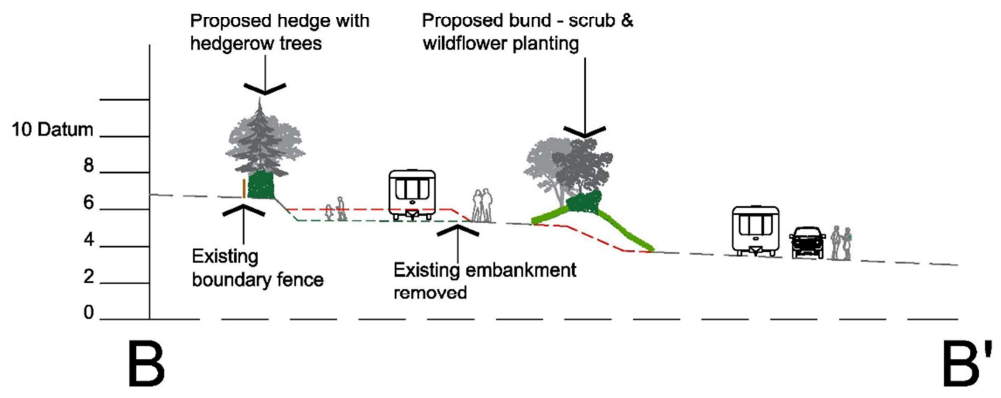 Proposed hedge with
hedgerow trees
Proposed bund - scrub &
wildflower planting
10 Datum
8
6
4
2
0
Existing
boundary fence
Existing embankment
removed
B
B'